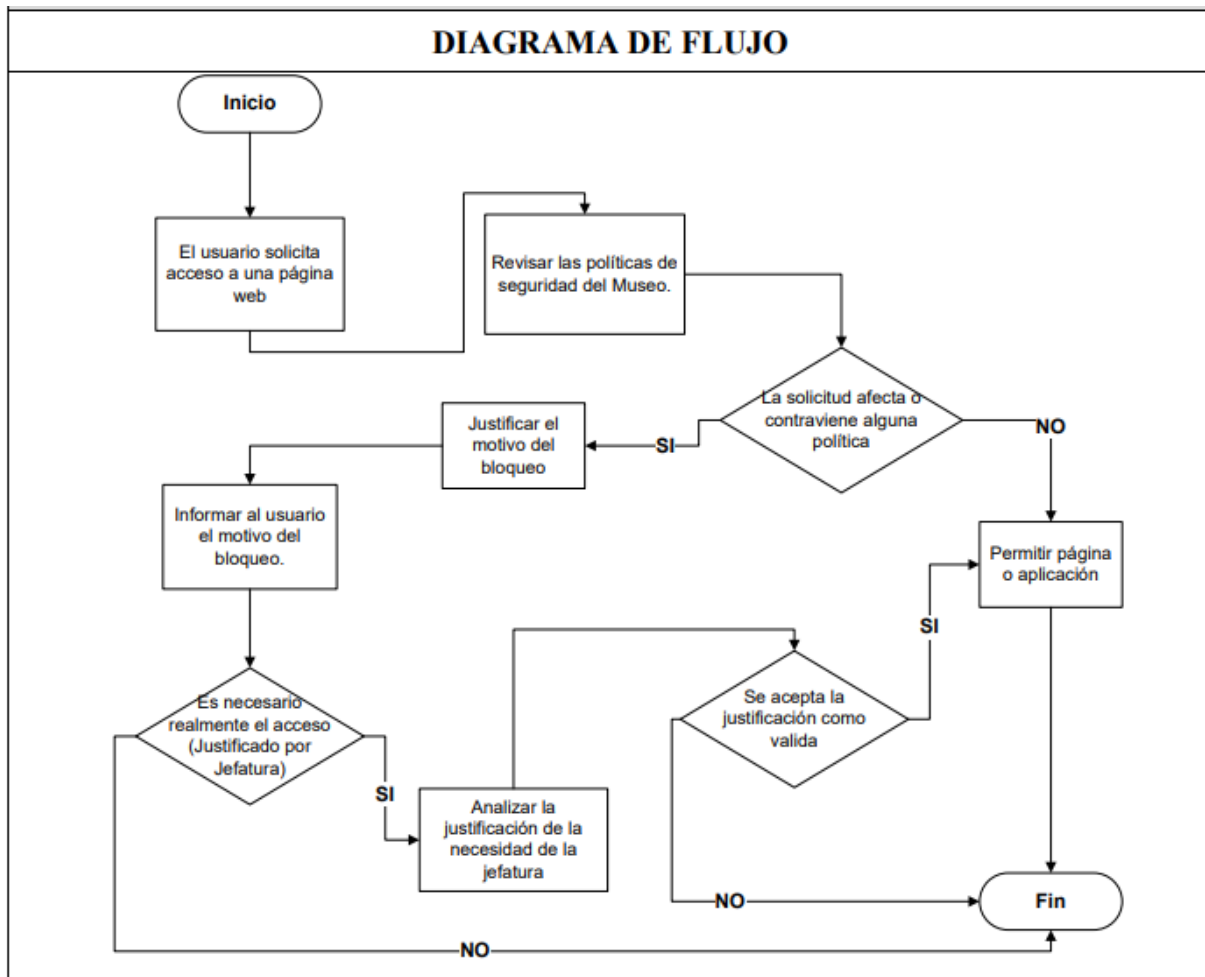 DIAGRAMA DE FLUJO
Inicio
El usuario solicita
acceso a una página
web
Revisar las políticas de
seguridad del Museo.
La solicitud afecta o
contraviene alguna
política
SI
NO
Justificar el
motivo del
bloqueo
Informar al usuario
el motivo del
bloqueo.
Permitir página
o aplicación
Es necesario
realmente el acceso
(Justificado por
Jefatura)
SI
Analizar la
justificación de la
necesidad de la
jefatura
Se acepta la
justificación como
valida
SI
NO
NO
Fin